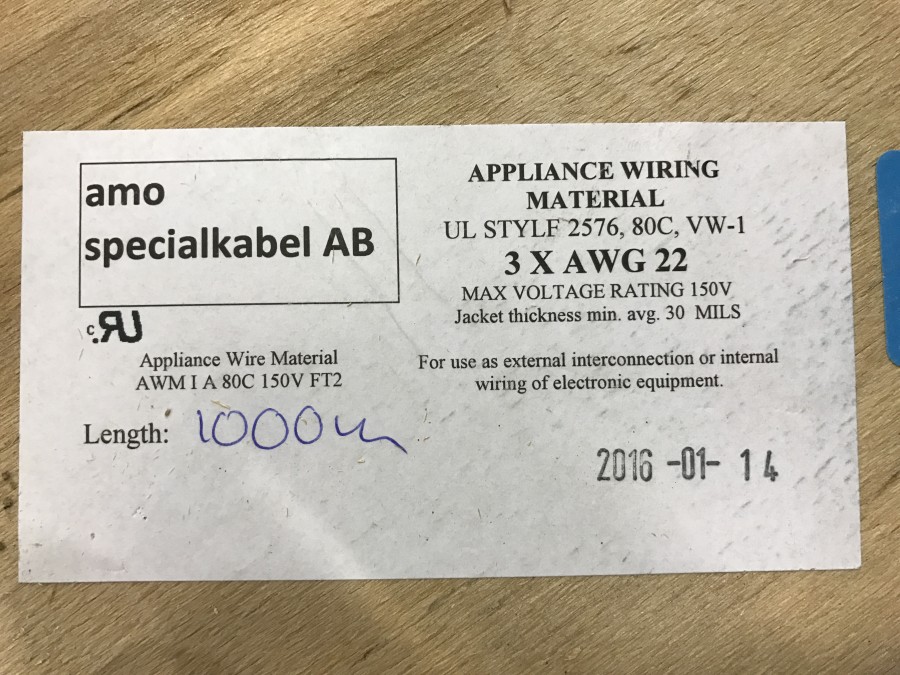 amo
specialkabel AB
c RU
Appliance Wire Material
AWM I A 80C 150V FT2
Length: 1000m
APPLIANCE WIRING
MATERIAL
UL STYLE 2576, 80C, VW-1
3 X AWG 22
MAX VOLTAGE RATING 150V
Jacket thickness min. avg. 30 MILS
For use as external interconnection or internal
wiring of electronic equipment.
2016 -01- 14